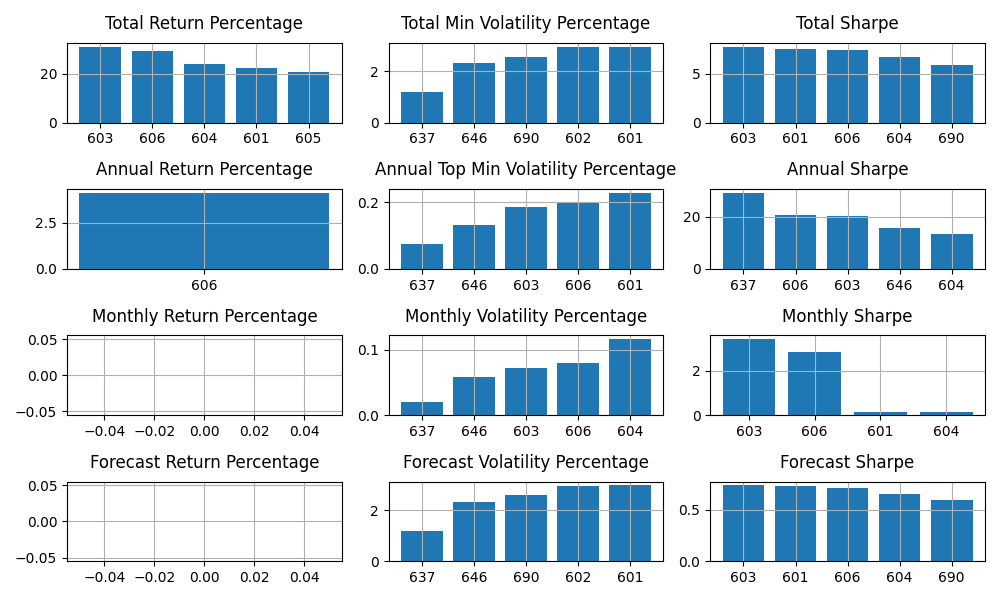 Total Return Percentage
Total Min Volatility Percentage
Total Sharpe
20
0
603 606 604 601 605
2
0
637 646 690 602 601
5
0
603 601 606 604 690
Annual Return Percentage
Annual Top Min Volatility Percentage
Annual Sharpe
2.5
0.0
606
0.2
0.0
637 646 603 606 601
20
0
637 606 603 646 604
Monthly Return Percentage
Monthly Volatility Percentage
Monthly Sharpe
0.05
0.00
−0.05
−0.04 −0.02 0.00 0.02 0.04
0.1
0.0
637 646 603 606 604
2
0
603 606 601 604
Forecast Return Percentage
Forecast Volatility Percentage
Forecast Sharpe
0.05
0.00
−0.05
−0.04 −0.02 0.00 0.02 0.04
2
0
637 646 690 602 601
0.5
0.0
603 601 606 604 690